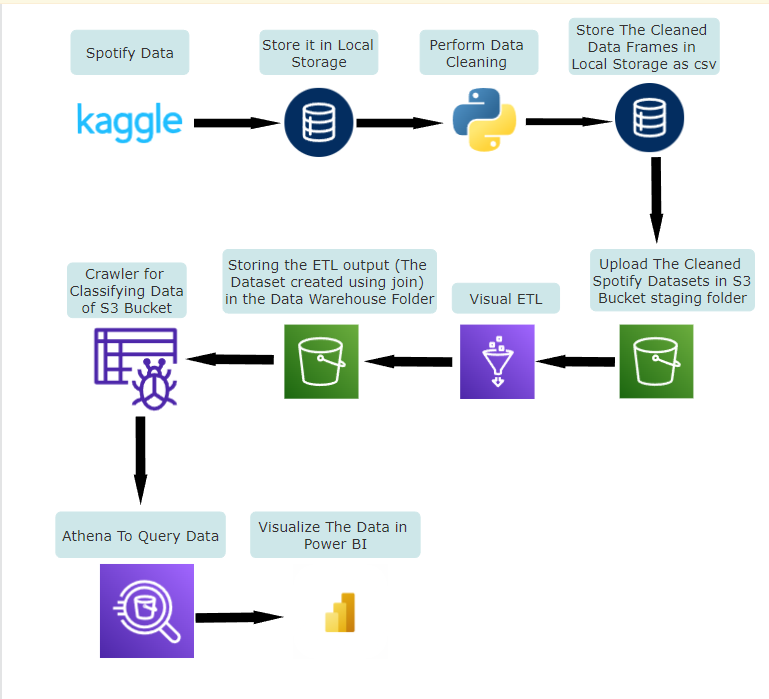 Spotify Data
kaggle
Store it in Local
Storage
Perform Data
Cleaning
Store The Cleaned
Data Frames in
Local Storage as csv
Upload The Cleaned
Spotify Datasets in S3
Bucket staging folder
Visual ETL
Storing the ETL output (The
Dataset created using join)
in the Data Warehouse Folder
Crawler for
Classifying Data
of S3 Bucket
Athena To Query Data
Visualize The Data in
Power BI